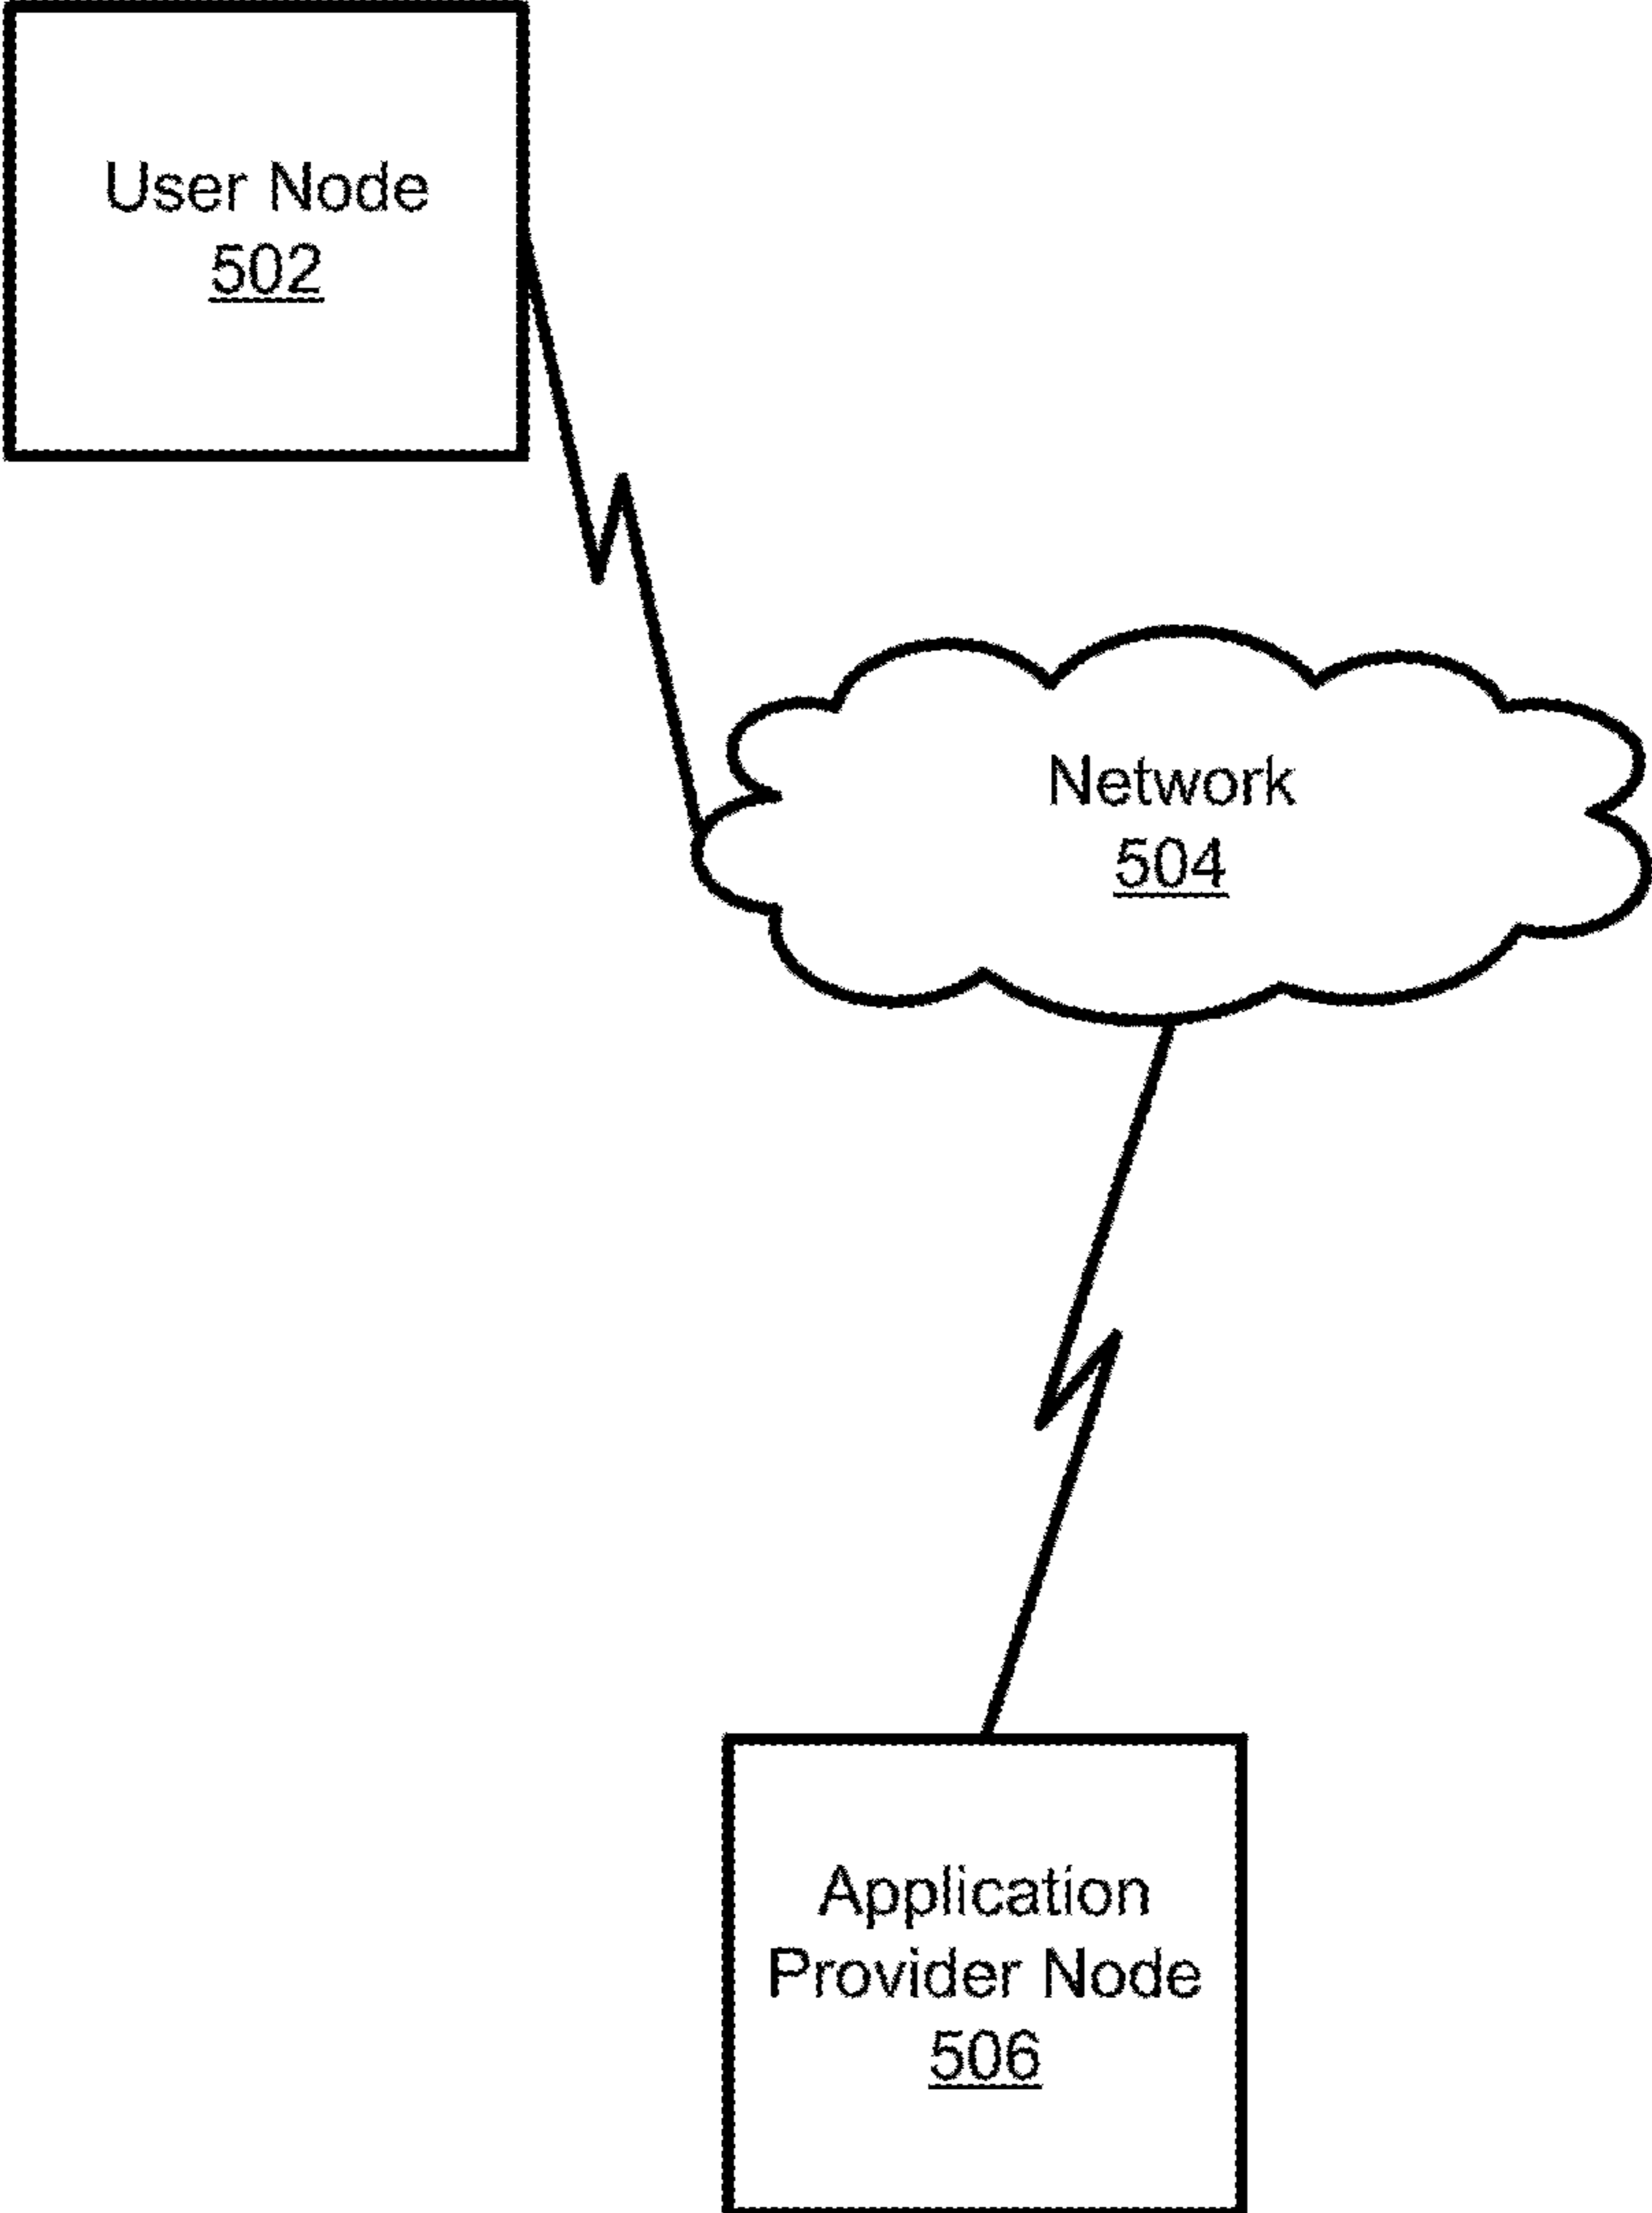 User Node
502
Network
504
Application
Provider Node
506